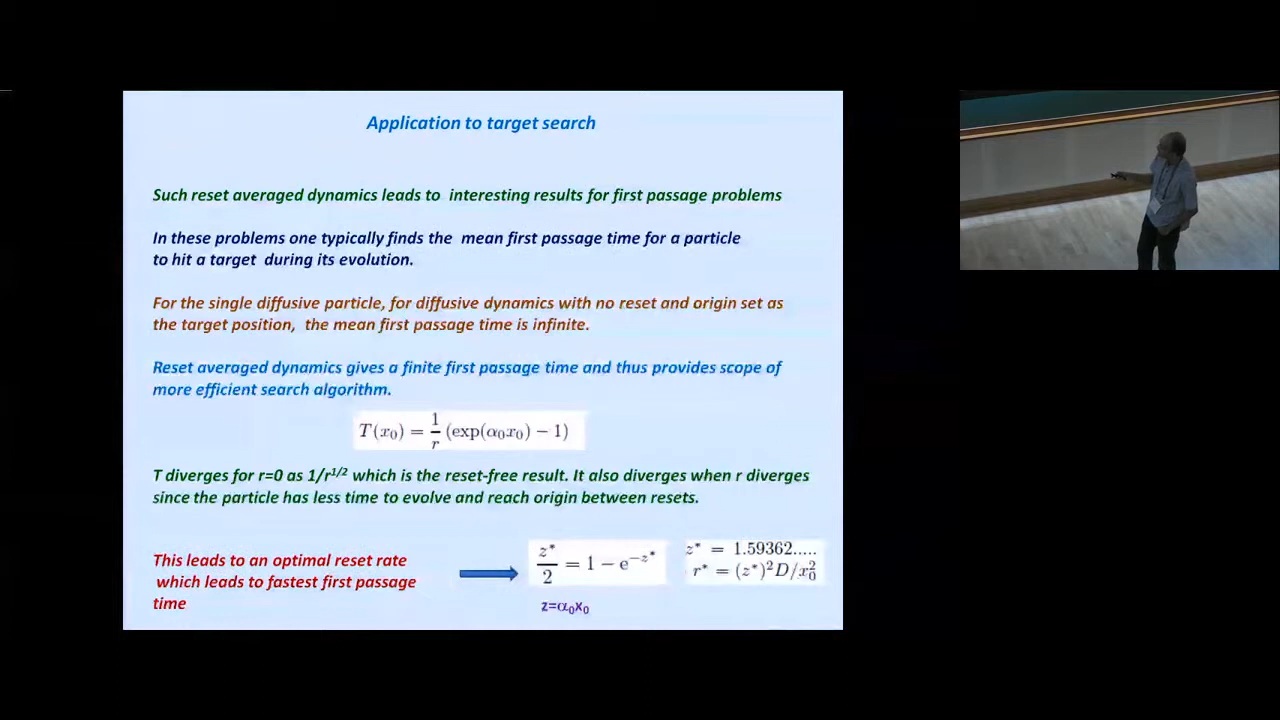 Application to target search
Such reset averaged dynamics leads to interesting results for first passage problems
In these problems one typically finds the mean first passage time for a particle
to hit a target during its evolution.
For the single diffusive particle, for diffusive dynamics with no reset and origin set as
the target position, the mean first passage time is infinite.
Reset averaged dynamics gives a finite first passage time and thus provides scope of
more efficient search algorithm.
T(x₀) = 1/r (exp(α₀x₀) − 1)
T diverges for r=0 as 1/r^1/2 which is the reset-free result. It also diverges when r diverges
since the particle has less time to evolve and reach origin between resets.
This leads to an optimal reset rate
which leads to fastest first passage
time
z*/2 = 1 − e^−z*
z=α₀x₀
z* = 1.59362.....
r* = (z*)²D/x₀²